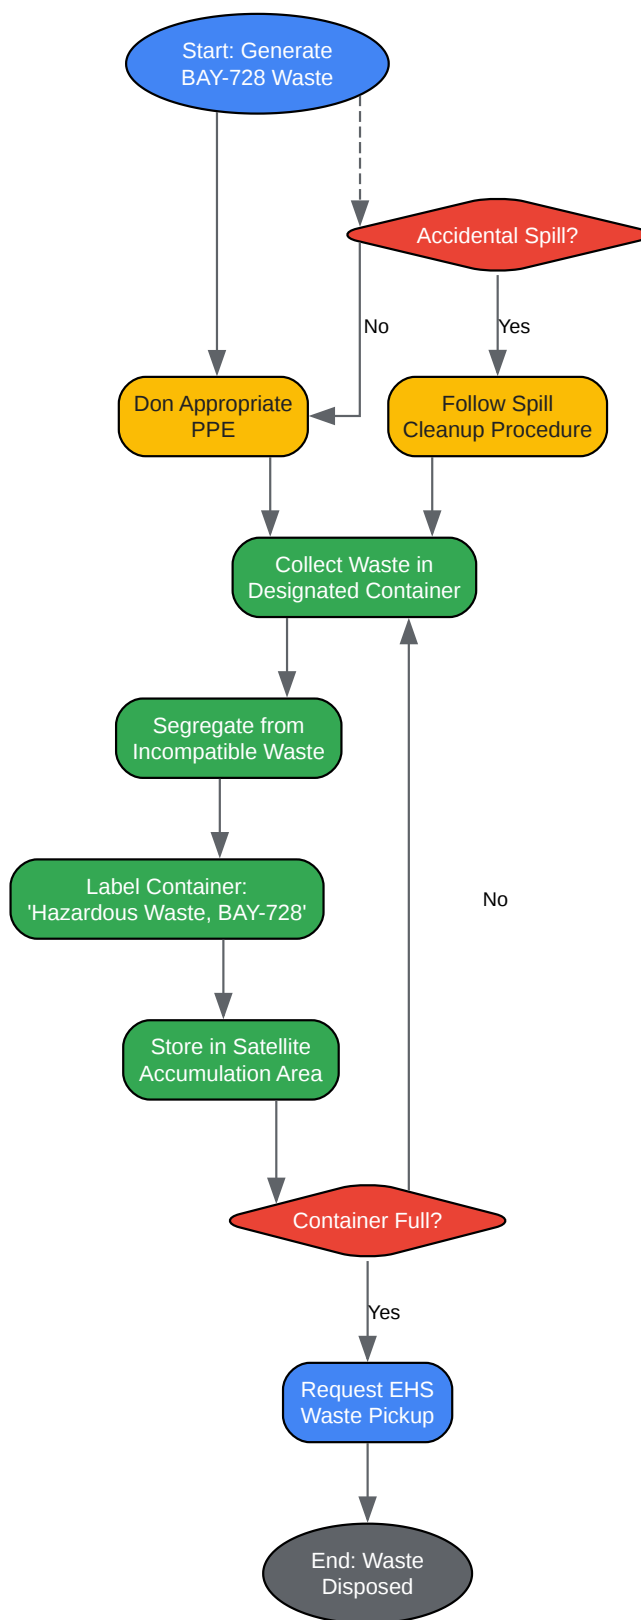 Start: Generate
BAY-728 Waste
Accidental Spill?
No
Yes
Don Appropriate
PPE
Follow Spill
Cleanup Procedure
Collect Waste in
Designated Container
Segregate from
Incompatible Waste
Label Container:
'Hazardous Waste, BAY-728'
No
Store in Satellite
Accumulation Area
Container Full?
Yes
Request EHS
Waste Pickup
End: Waste
Disposed